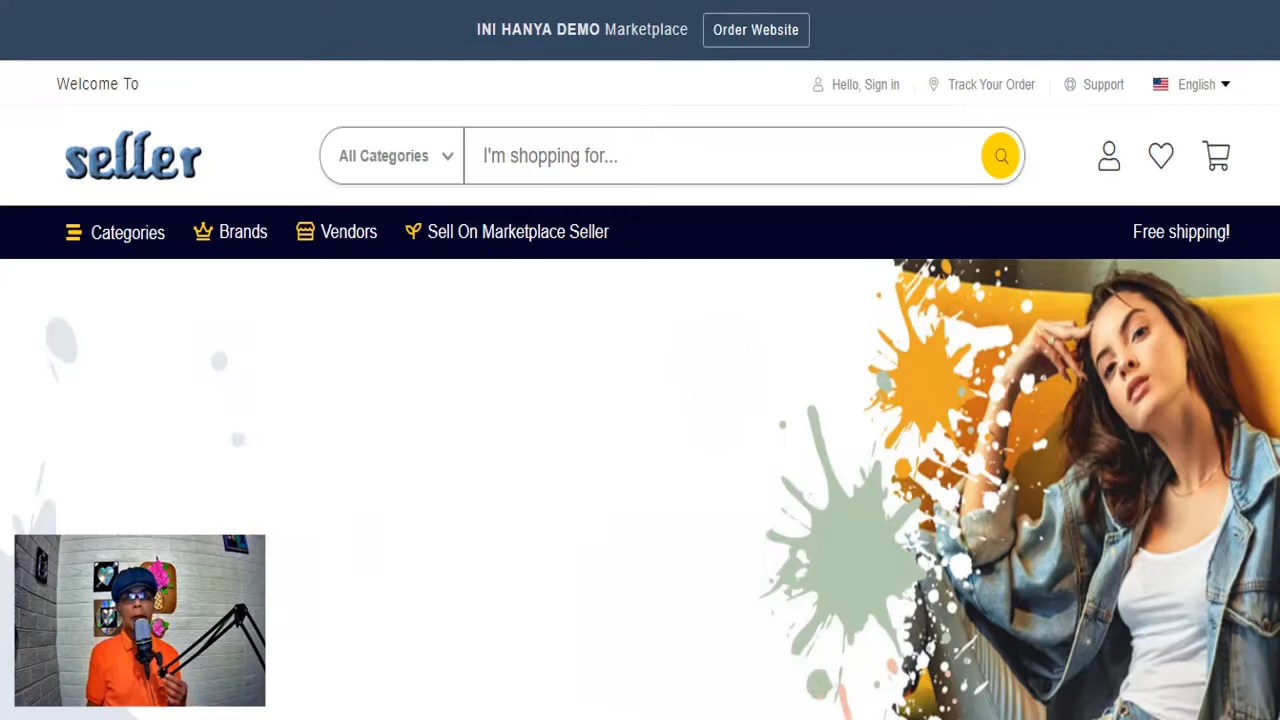 INI HANYA DEMO Marketplace Order Website
Welcome To
Hello, Sign in Track Your Order Support English
seller
All Categories I'm shopping for...
Categories Brands Vendors Sell On Marketplace Seller Free shipping!